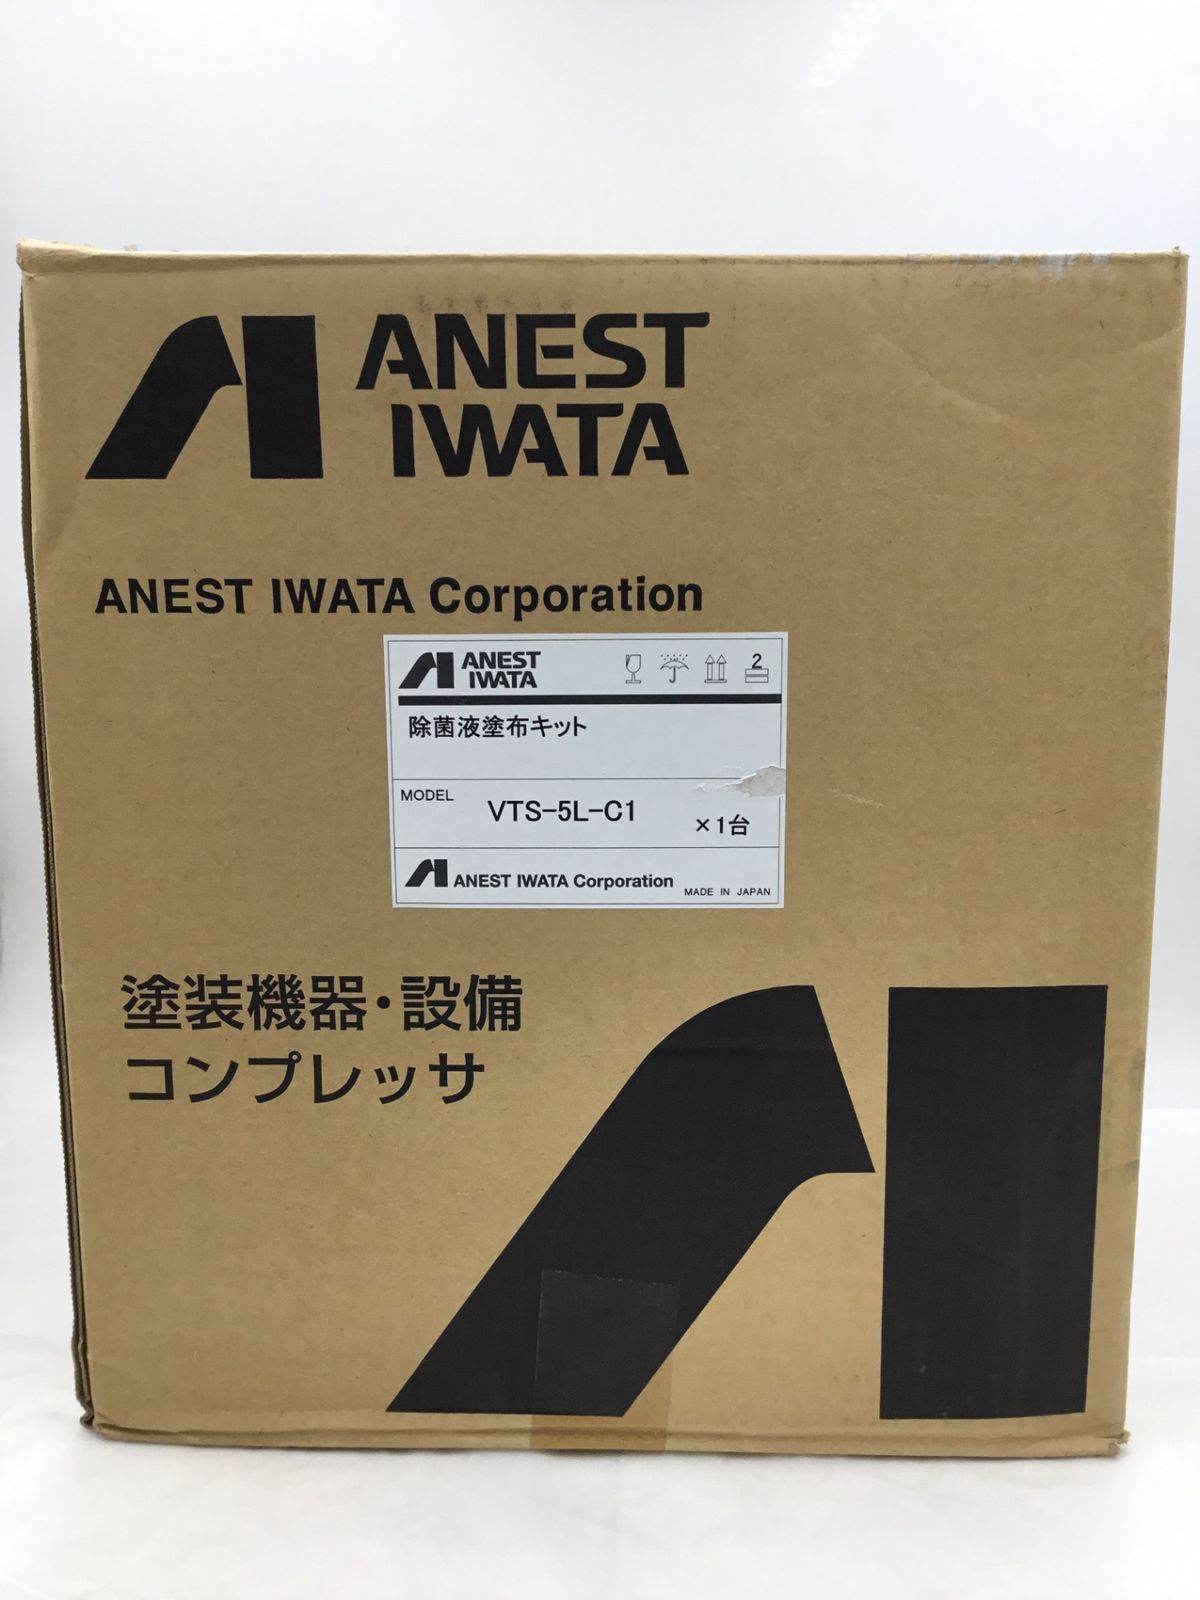 ANEST
IWATA
ANEST IWATA Corporation
ANEST
IWATA
2
除菌液塗布キット
MODEL
VTS-5L-C1
×1台
ANEST IWATA Corporation
MADE IN JAPAN
塗装機器・設備
コンプレッサ